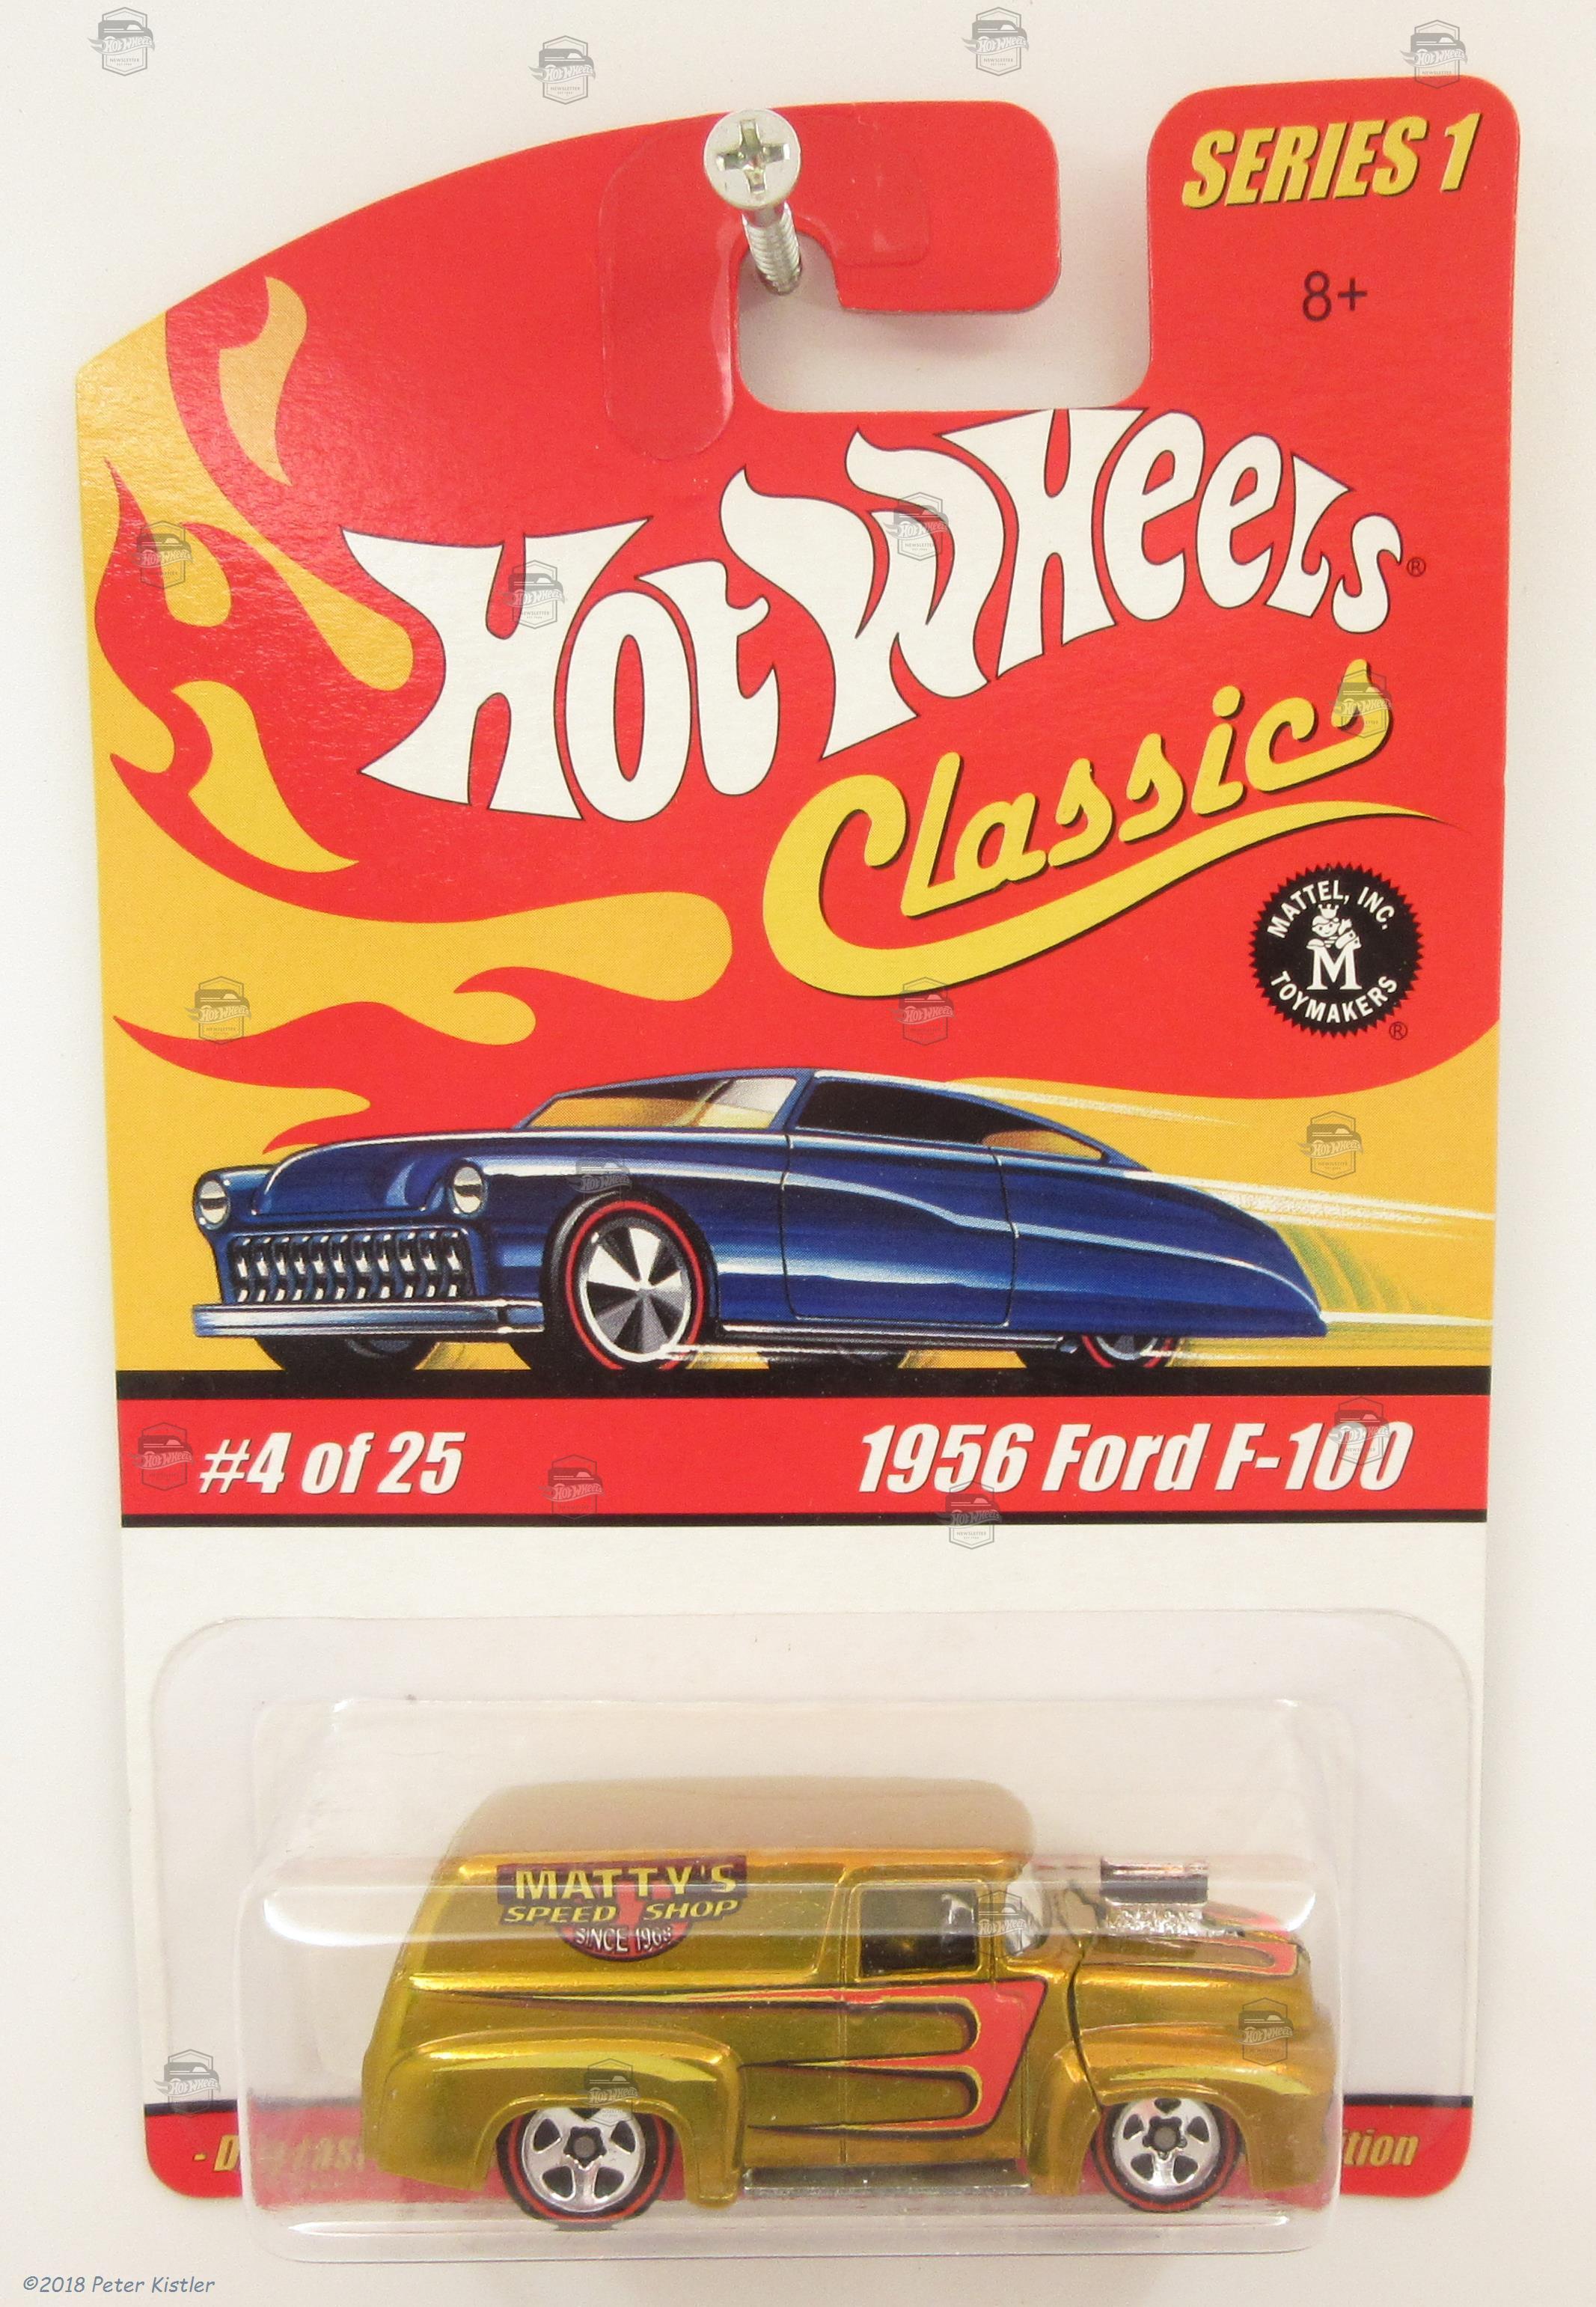 SERIES 1
8+
Hot Wheels®
Classics
MATTEL, INC.
M
TOYMAKERS
®
#4 of 25
1956 Ford F-100
MATTY'S
SPEED SHOP
SINCE 1968
©2018 Peter Kistler